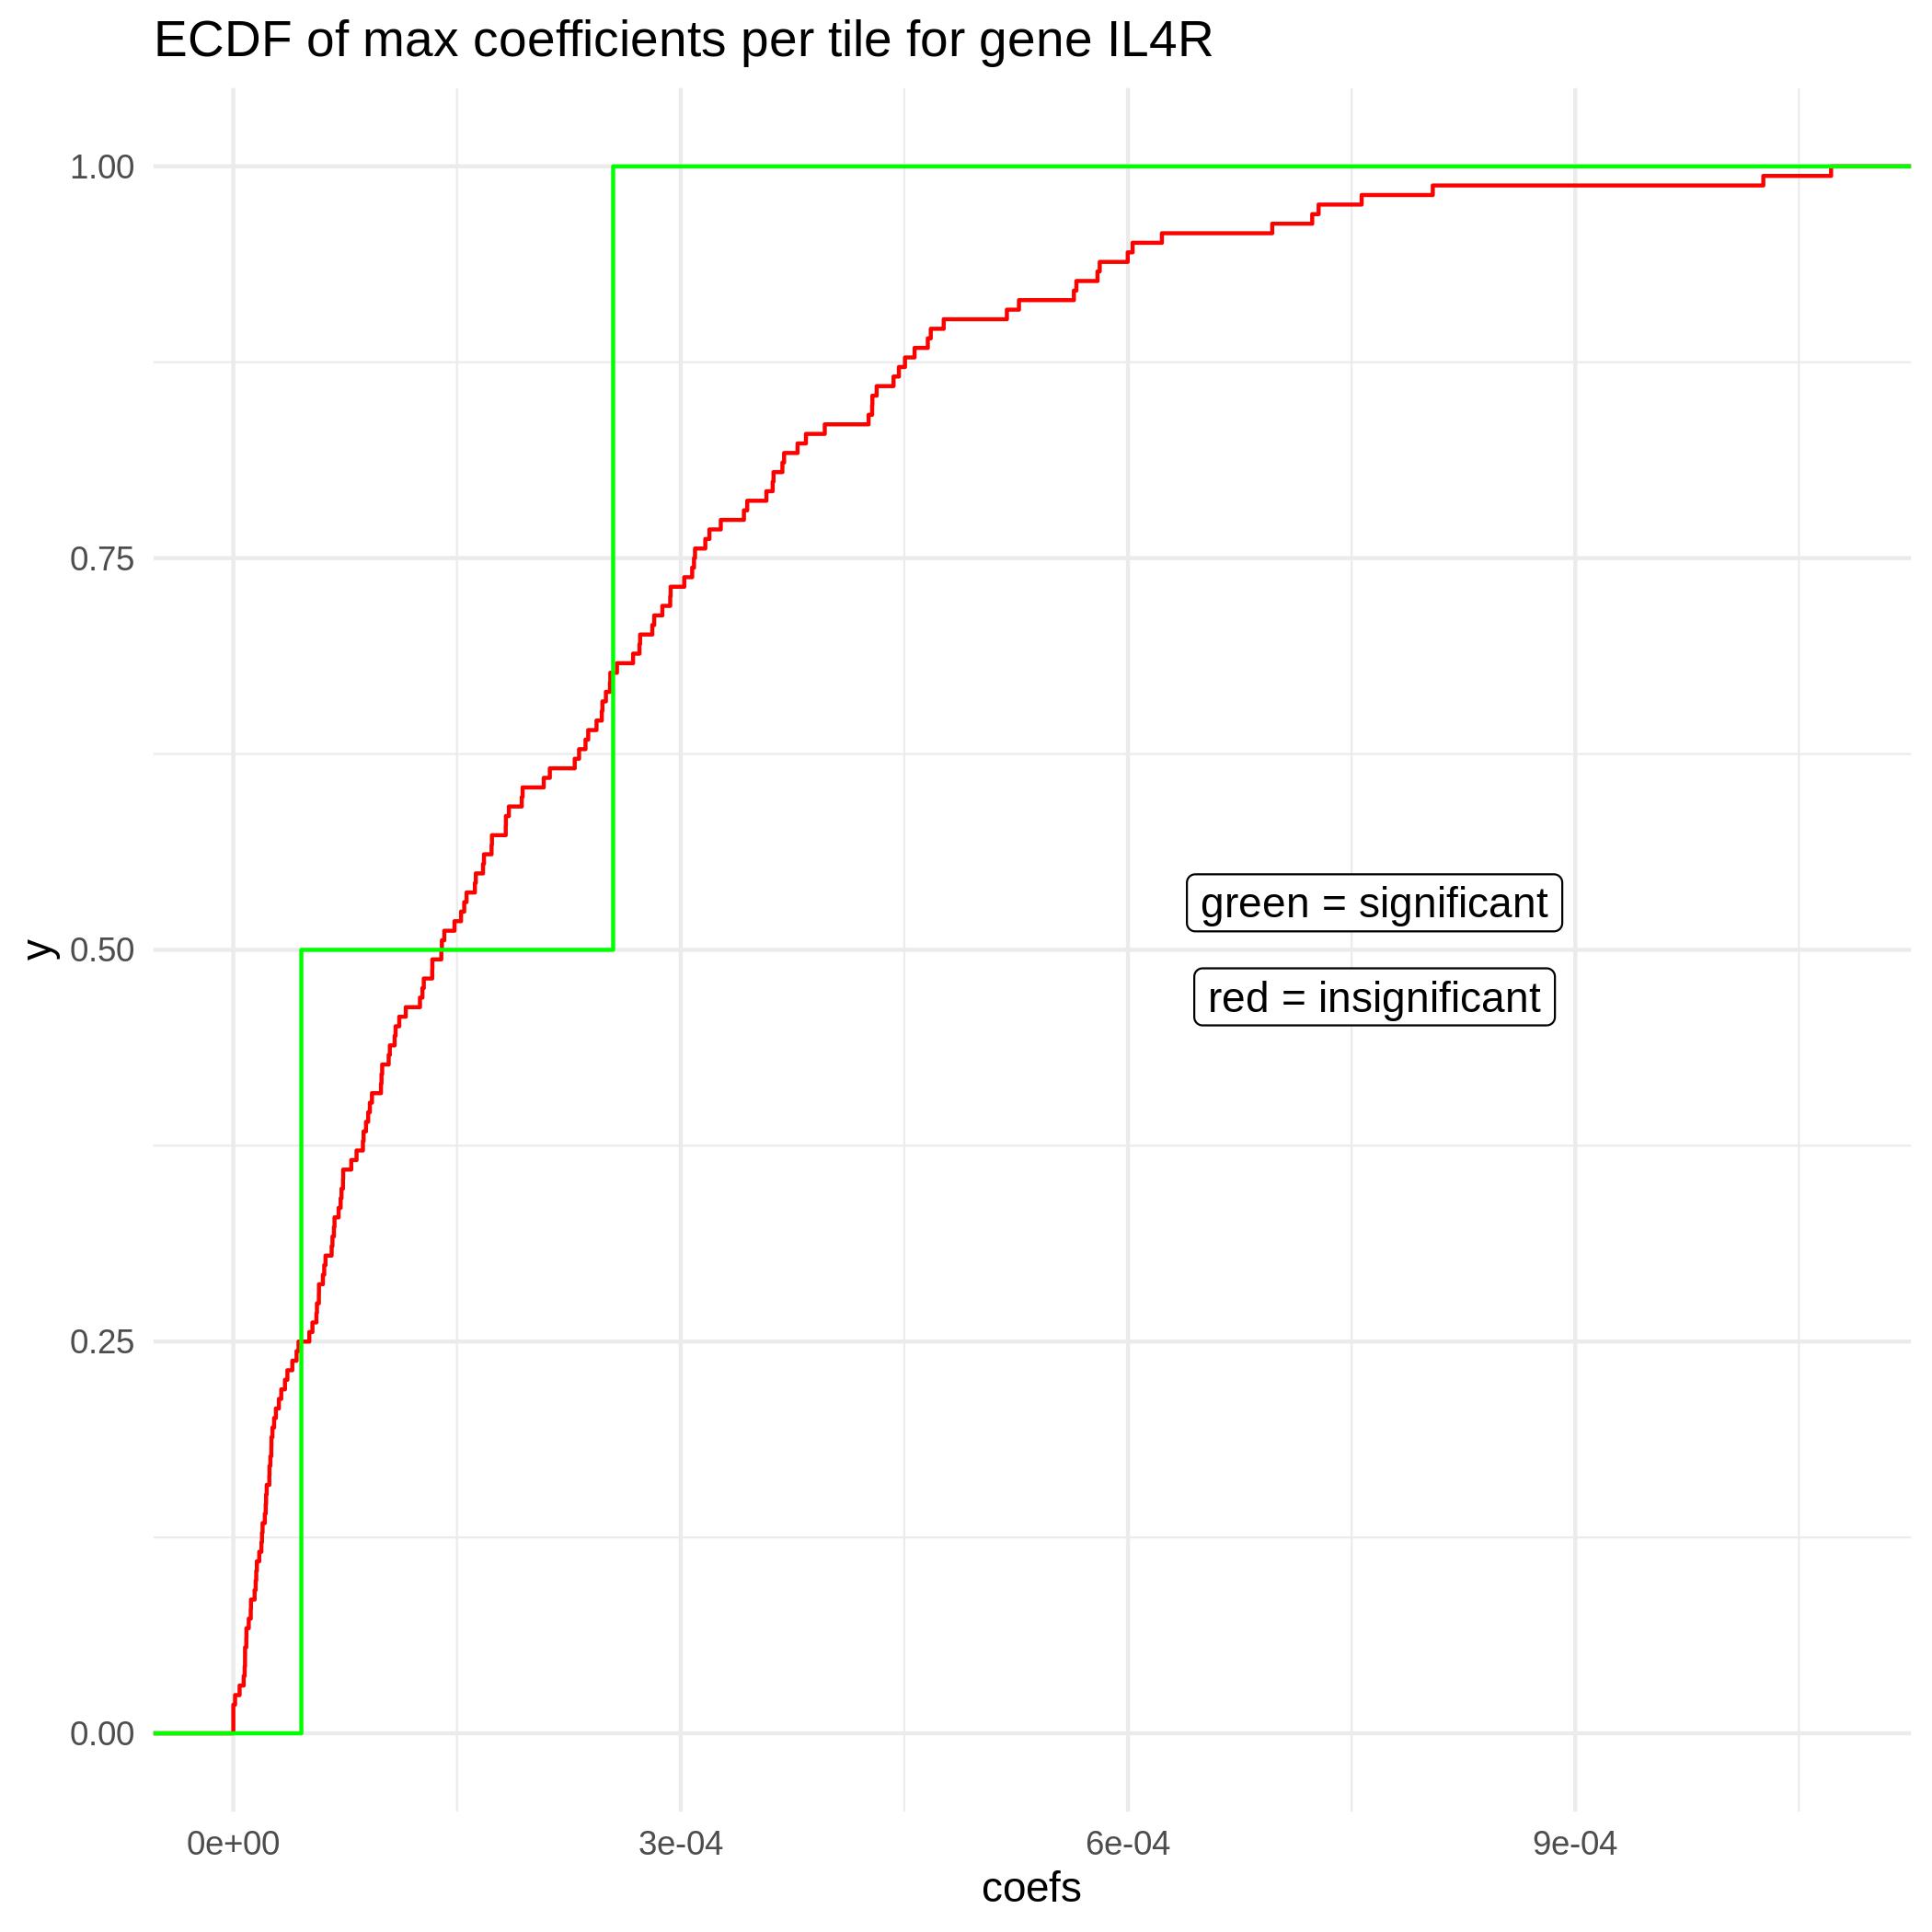 ECDF of max coefficients per tile for gene IL4R
1.00
0.75
0.50
0.25
0.00
y
green = significant
red = insignificant
0e+00
3e-04
6e-04
9e-04
coefs